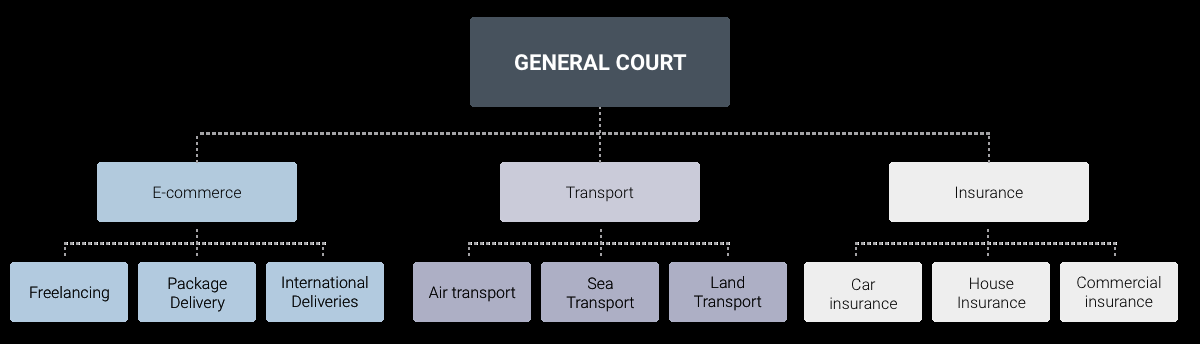 GENERAL COURT
E-commerce
Transport
Insurance
Freelancing
Package
Delivery
International
Deliveries
Air transport
Sea
Transport
Land
Transport
Car
insurance
House
Insurance
Commercial
insurance